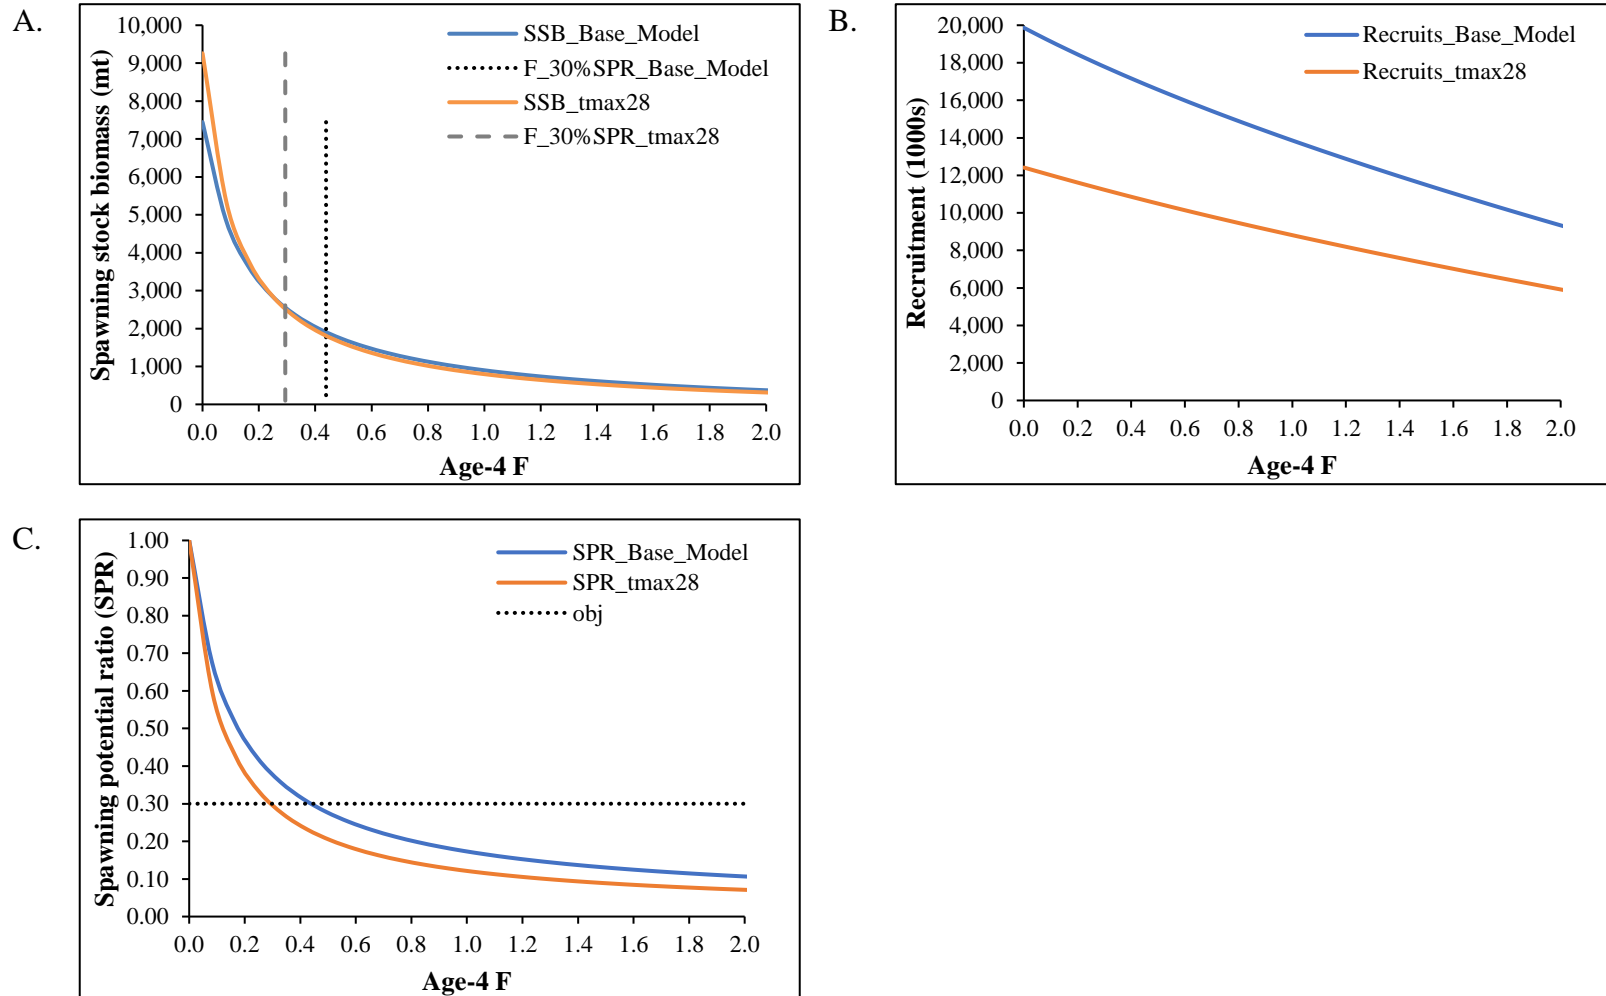 A.
10,000
9,000
8,000
7,000
6,000
5,000
4,000
3,000
2,000
1,000
0
Spawning stock biomass (mt)
SSB_Base_Model
F_30%SPR_Base_Model
SSB_tmax28
F_30%SPR_tmax28
0.0 0.2 0.4 0.6 0.8 1.0 1.2 1.4 1.6 1.8 2.0
Age-4 F
B.
20,000
18,000
16,000
14,000
12,000
10,000
8,000
6,000
4,000
2,000
0
Recruitment (1000s)
Recruits_Base_Model
Recruits_tmax28
0.0 0.2 0.4 0.6 0.8 1.0 1.2 1.4 1.6 1.8 2.0
Age-4 F
C.
1.00
0.90
0.80
0.70
0.60
0.50
0.40
0.30
0.20
0.10
0.00
Spawning potential ratio (SPR)
SPR_Base_Model
SPR_tmax28
obj
0.0 0.2 0.4 0.6 0.8 1.0 1.2 1.4 1.6 1.8 2.0
Age-4 F